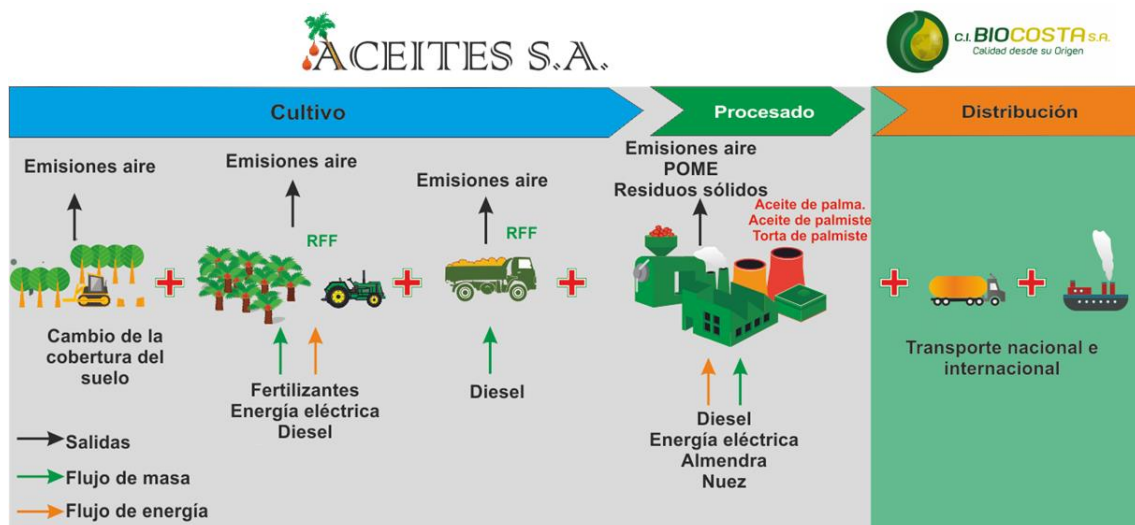 ACEITES S.A.
C.I. BIOCOSTA S.A.
Calidad desde su Origen
Cultivo
Procesado
Distribución
Emisiones aire
Cambio de la
cobertura del
suelo
Emisiones aire
RFF
Fertilizantes
Energía eléctrica
Diesel
Emisiones aire
RFF
Diesel
Emisiones aire
POME
Residuos sólidos
Aceite de palma.
Aceite de palmiste
Torta de palmiste
Diesel
Energía eléctrica
Almendra
Nuez
Transporte nacional e
internacional
Salidas
Flujo de masa
Flujo de energía